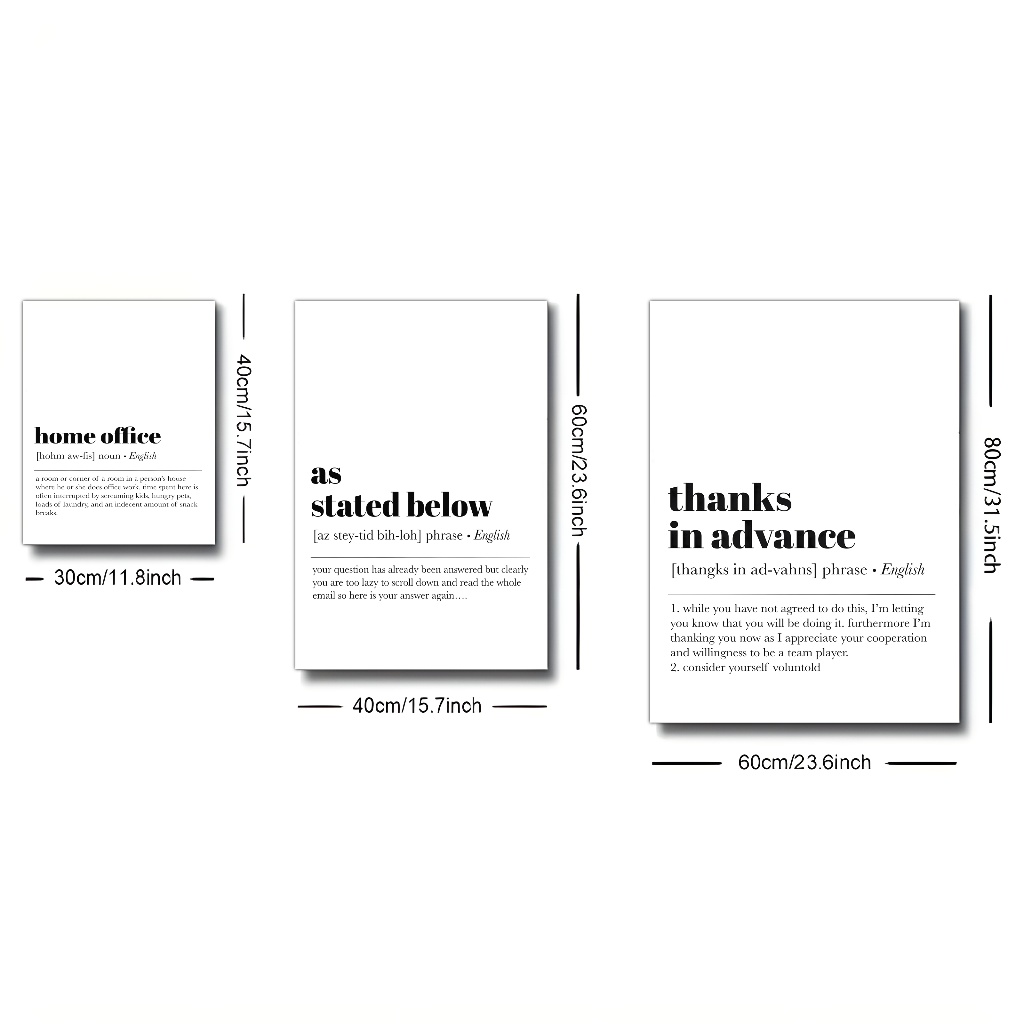 home office
[hohm aw-fis] noun • English
a room or corner of a room in a person's house
where he or she does office work. time spent here is
often interrupted by screaming kids, hungry pets,
loads of laundry, and an indecent amount of snack
breaks.
40cm/15.7inch
30cm/11.8inch
as
stated below
[az stey-tid bih-loh] phrase • English
your question has already been answered but clearly
you are too lazy to scroll down and read the whole
email so here is your answer again….
60cm/23.6inch
40cm/15.7inch
thanks
in advance
[thangks in ad-vahns] phrase • English
1. while you have not agreed to do this, I'm letting
you know that you will be doing it. furthermore I'm
thanking you now as I appreciate your cooperation
and willingness to be a team player.
2. consider yourself voluntold
80cm/31.5inch
60cm/23.6inch